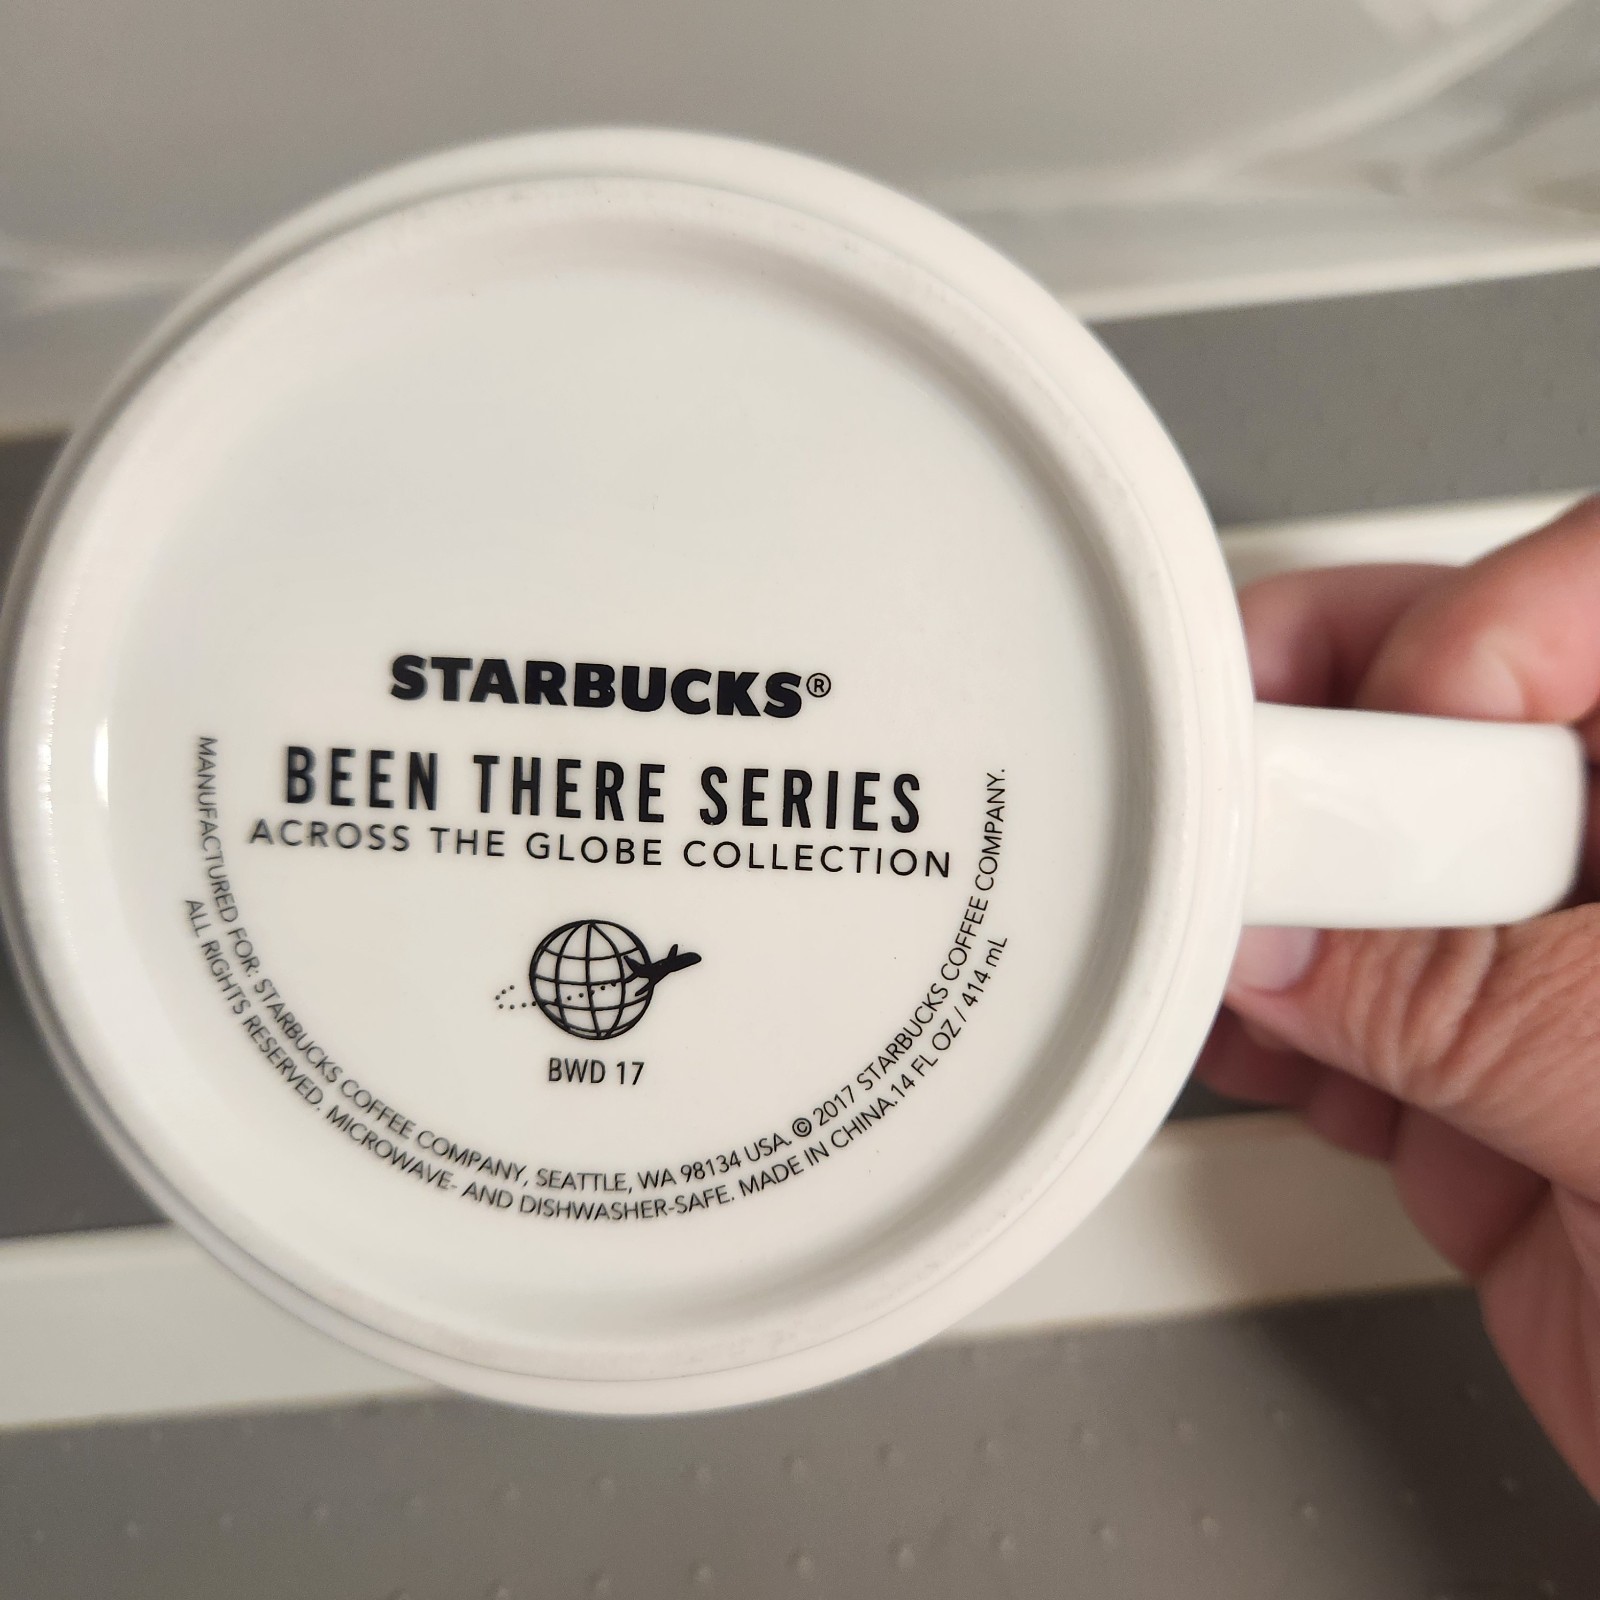 STARBUCKS®
BEEN THERE SERIES
ACROSS THE GLOBE COLLECTION
BWD 17
MANUFACTURED FOR: STARBUCKS COFFEE COMPANY, SEATTLE, WA 98134 USA. © 2017 STARBUCKS COFFEE COMPANY.
ALL RIGHTS RESERVED. MICROWAVE- AND DISHWASHER-SAFE. MADE IN CHINA.14 FL OZ / 414 mL